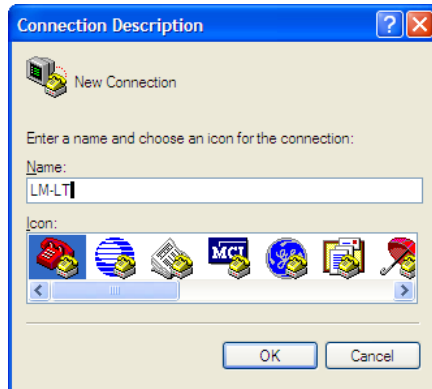 Connection Description
New Connection
Enter a name and choose an icon for the connection:
Name:
LM-LT
Icon:
MCI
OK
Cancel